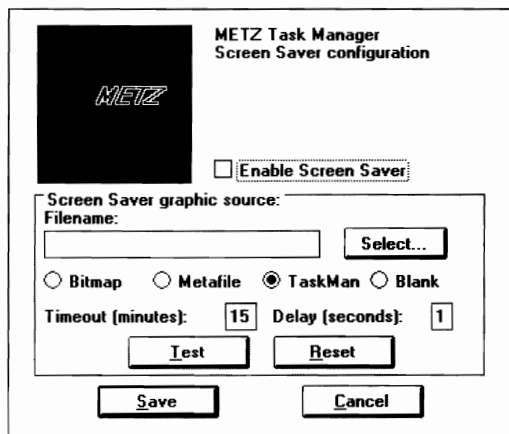 METZ Task Manager
Screen Saver configuration
METZ
Enable Screen Saver
Screen Saver graphic source:
Filename:
Select...
Bitmap Metafile TaskMan Blank
Timeout (minutes): 15 Delay (seconds): 1
Test Reset
Save Cancel